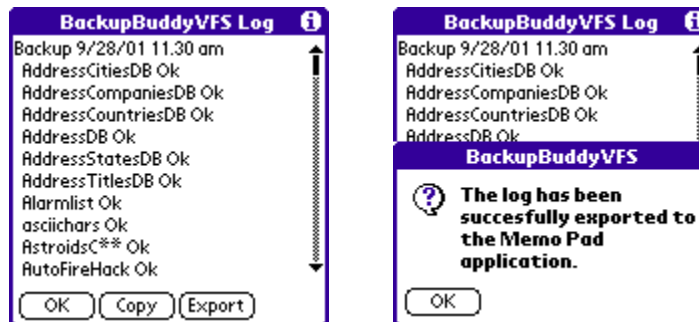 BackupBuddyVFS Log
Backup 9/28/01 11.30 am
AddressCitiesDB Ok
AddressCompaniesDB Ok
AddressCountriesDB Ok
AddressDB Ok
AddressStatesDB Ok
AddressTitlesDB Ok
Alarmlist Ok
asciichars Ok
AstroidsC** Ok
AutoFireHack Ok
OK Copy Export
BackupBuddyVFS Log
Backup 9/28/01 11.30 am
AddressCitiesDB Ok
AddressCompaniesDB Ok
AddressCountriesDB Ok
AddressDB Ok
BackupBuddyVFS
The log has been
succesfully exported to
the Memo Pad
application.
OK